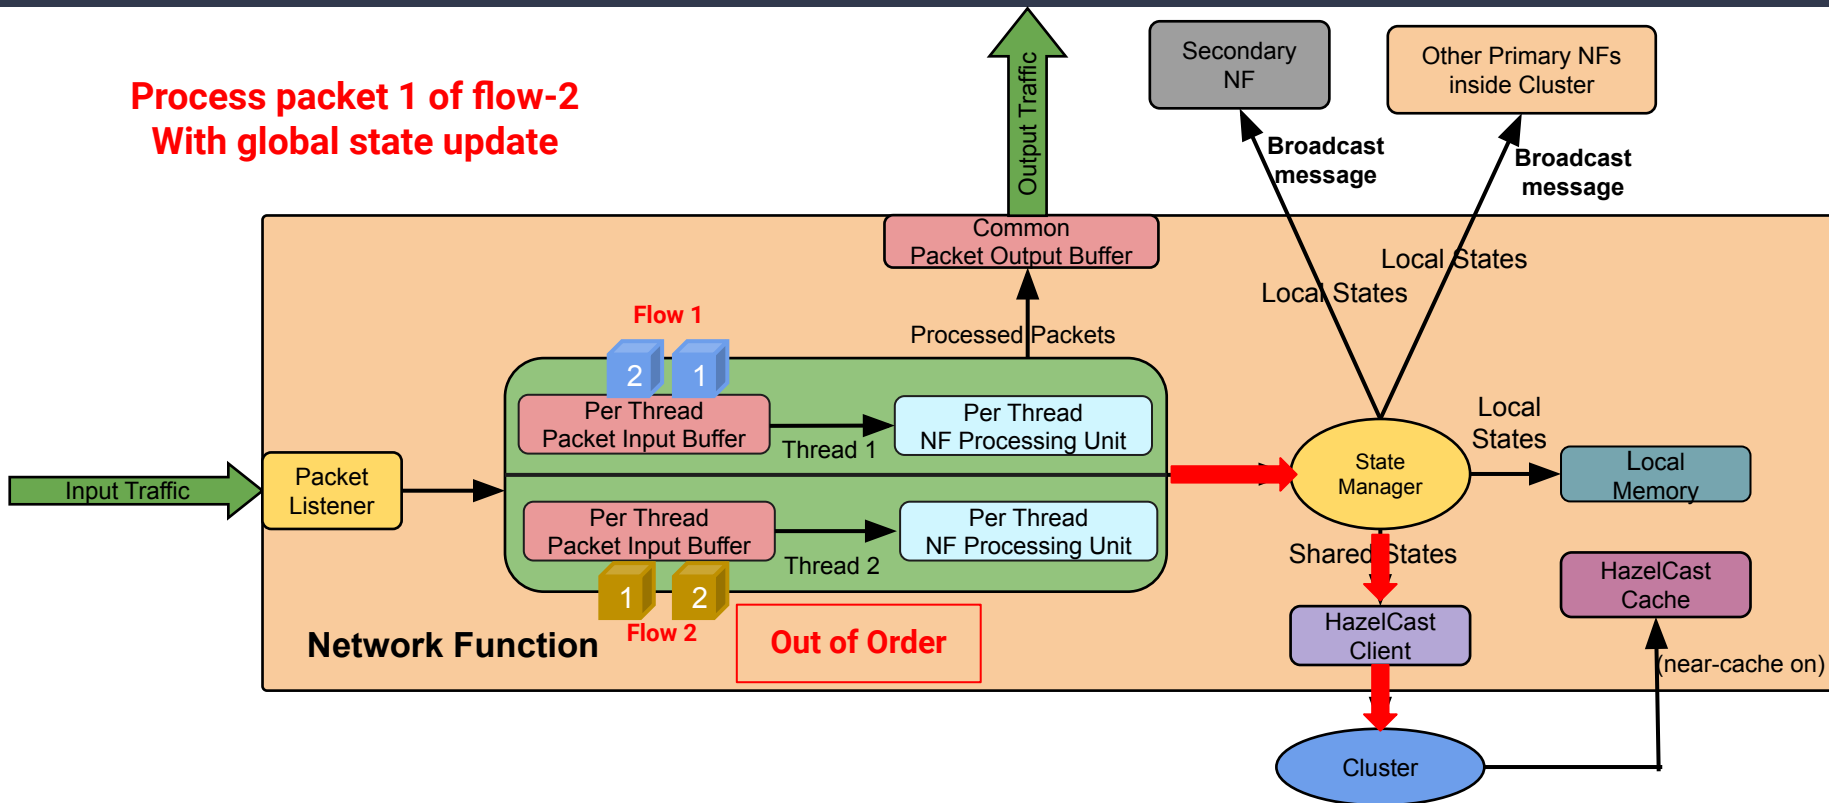 Process packet 1 of flow-2
With global state update
Output Traffic
Secondary
NF
Other Primary NFs
inside Cluster
Broadcast
message
Broadcast
message
Common
Packet Output Buffer
Local States
Local States
Flow 1
Processed Packets
2
1
Per Thread
Packet Input Buffer
Thread 1
Per Thread
NF Processing Unit
Local
States
Input Traffic
Packet
Listener
State
Manager
Local
Memory
Per Thread
Packet Input Buffer
Thread 2
Per Thread
NF Processing Unit
Shared States
HazelCast
Cache
1
2
Flow 2
Out of Order
Network Function
HazelCast
Client
(near-cache on)
Cluster